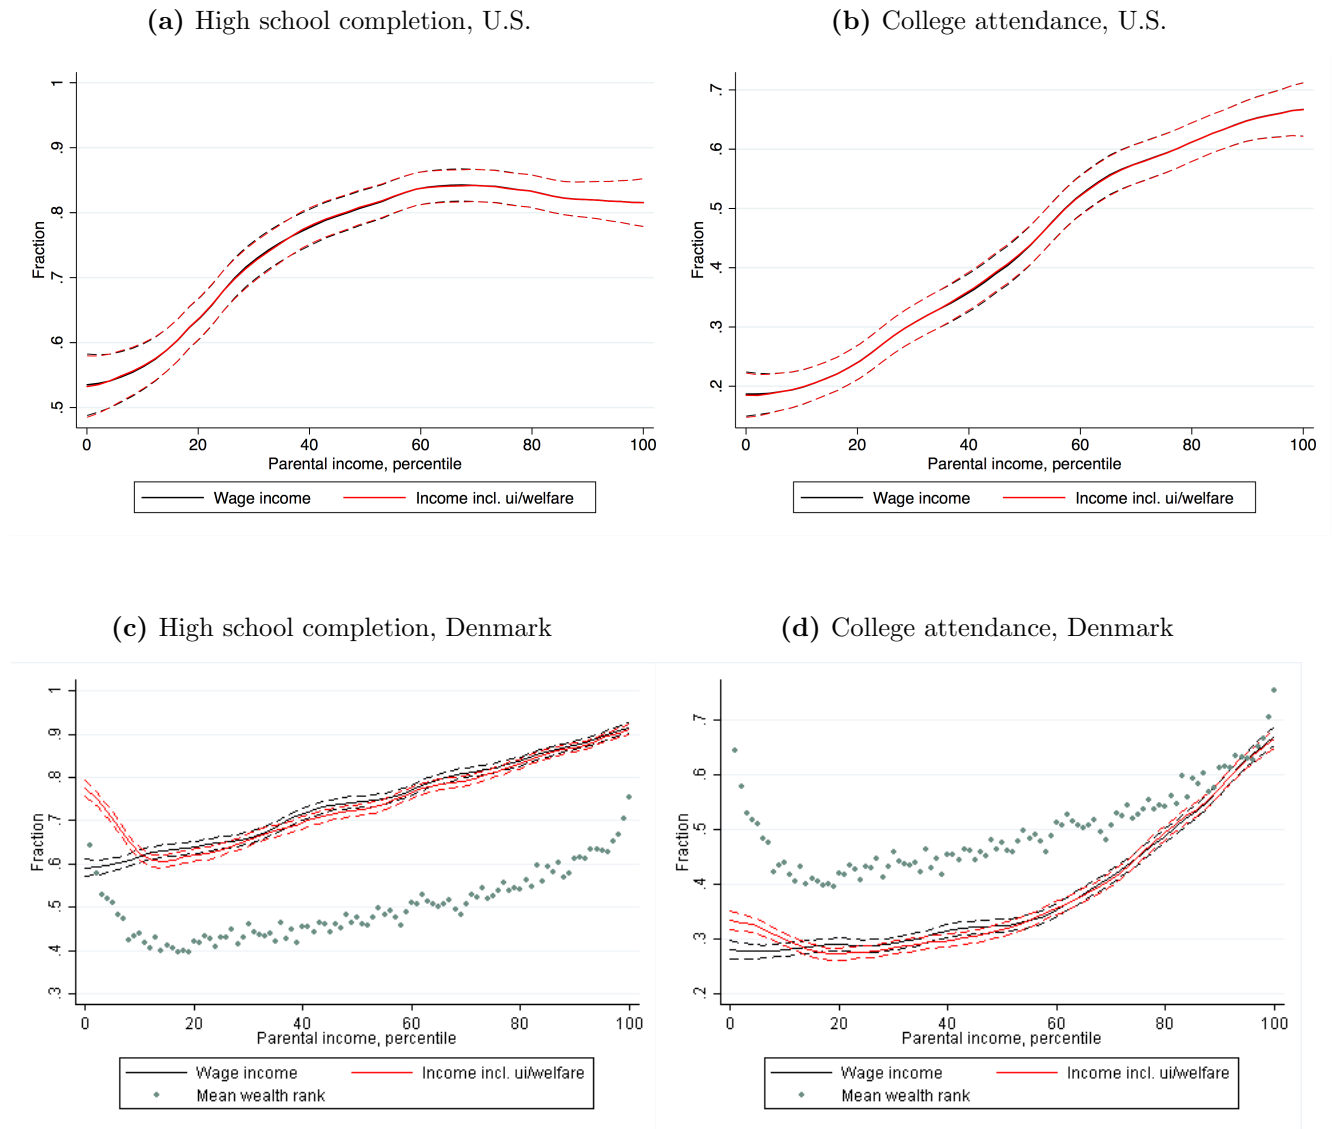 (a) High school completion, U.S.
(b) College attendance, U.S.
Fraction
1
.9
.8
.7
.6
.5
0 20 40 60 80 100
Parental income, percentile
Wage income Income incl. ui/welfare
Fraction
.7
.6
.5
.4
.3
.2
0 20 40 60 80 100
Parental income, percentile
Wage income Income incl. ui/welfare
(c) High school completion, Denmark
(d) College attendance, Denmark
Fraction
1
.9
.8
.7
.6
.5
.4
.3
0 20 40 60 80 100
Parental income, percentile
Wage income Income incl. ui/welfare
Mean wealth rank
Fraction
.7
.6
.5
.4
.3
.2
0 20 40 60 80 100
Parental income, percentile
Wage income Income incl. ui/welfare
Mean wealth rank